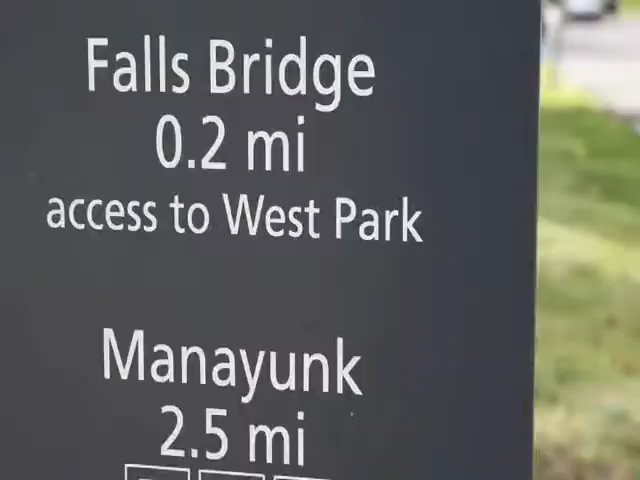 Falls Bridge
0.2 mi
access to West Park
Manayunk
2.5 mi